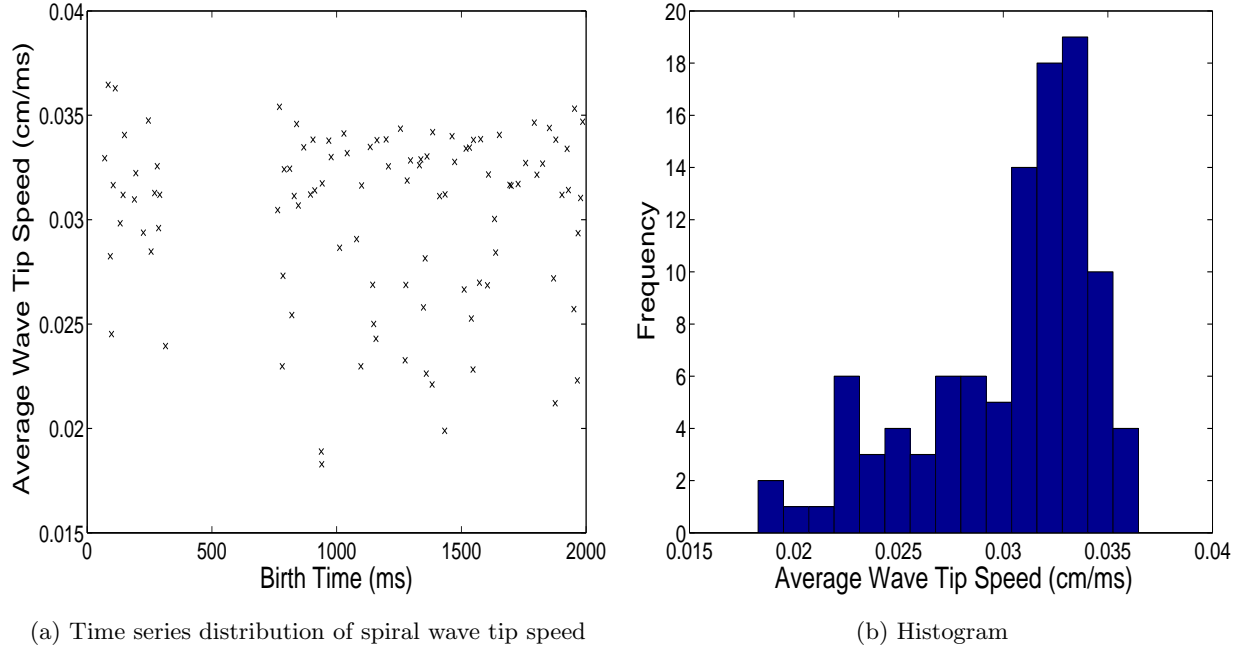 0.04
0.035
0.03
0.025
0.02
0.015
Average Wave Tip Speed (cm/ms)
0 500 1000 1500 2000
Birth Time (ms)
(a) Time series distribution of spiral wave tip speed
20
18
16
14
12
10
8
6
4
2
0
Frequency
0.015 0.02 0.025 0.03 0.035 0.04
Average Wave Tip Speed (cm/ms)
(b) Histogram